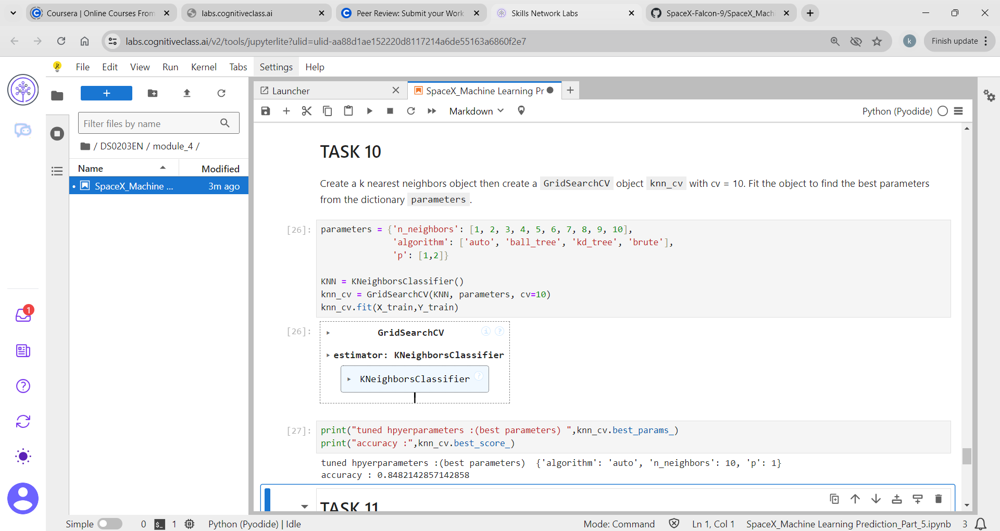 Coursera | Online Courses From
labs.cognitiveclass.ai
Peer Review: Submit your Work
Skills Network Labs
SpaceX-Falcon-9/SpaceX_Machi
labs.cognitiveclass.ai/v2/tools/jupyterlite?ulid=ulid-aa88d1ae152220d8117214a6de55163a6860f2e7
k
Finish update
File Edit View Run Kernel Tabs Settings Help
Launcher
SpaceX_Machine Learning Pr
Markdown
Python (Pyodide)
Filter files by name
/ DS0203EN / module_4 /
Name Modified
SpaceX_Machine ... 3m ago
1
TASK 10
Create a k nearest neighbors object then create a GridSearchCV object knn_cv with cv = 10. Fit the object to find the best parameters
from the dictionary parameters .
[26]:
parameters = {'n_neighbors': [1, 2, 3, 4, 5, 6, 7, 8, 9, 10],
'algorithm': ['auto', 'ball_tree', 'kd_tree', 'brute'],
'p': [1,2]}
KNN = KNeighborsClassifier()
knn_cv = GridSearchCV(KNN, parameters, cv=10)
knn_cv.fit(X_train,Y_train)
[26]:
GridSearchCV i ?
estimator: KNeighborsClassifier
KNeighborsClassifier ?
[27]:
print("tuned hpyerparameters :(best parameters) ",knn_cv.best_params_)
print("accuracy :",knn_cv.best_score_)
tuned hpyerparameters :(best parameters)  {'algorithm': 'auto', 'n_neighbors': 10, 'p': 1}
accuracy : 0.8482142857142858
TASK 11
Simple 0 1 Python (Pyodide) | Idle Mode: Command Ln 1, Col 1 SpaceX_Machine Learning Prediction_Part_5.ipynb 3